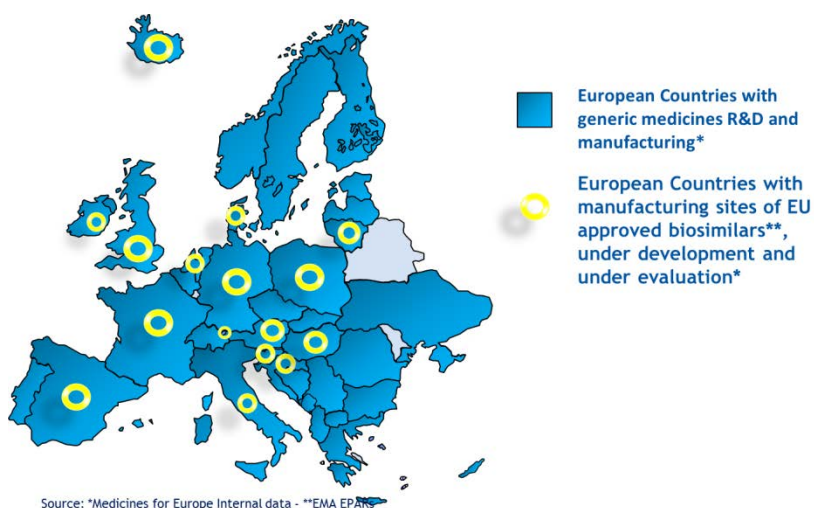 European Countries with
generic medicines R&D and
manufacturing*
European Countries with
manufacturing sites of EU
approved biosimilars**,
under development and
under evaluation*
Source: *Medicines for Europe Internal data - **EMA EPARs